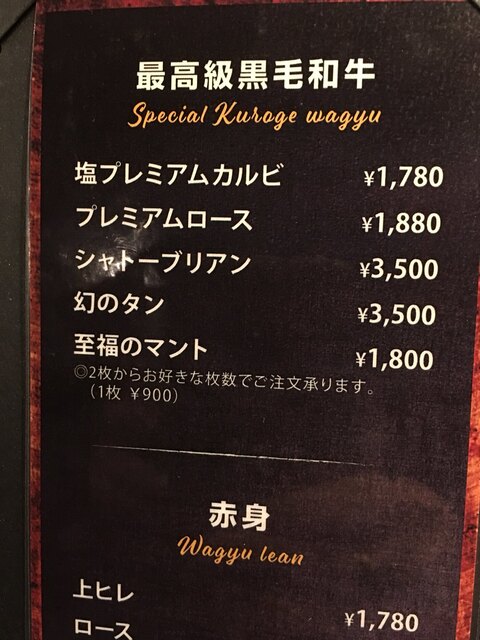 最高級黒毛和牛
Special Kuroge wagyu
塩プレミアムカルビ ¥1,780
プレミアムロース ¥1,880
シャトーブリアン ¥3,500
幻のタン ¥3,500
至福のマント ¥1,800
◎2枚からお好きな枚数でご注文承ります。
（1枚 ¥900）
赤身
Wagyu lean
上ヒレ
ロース ¥1,780